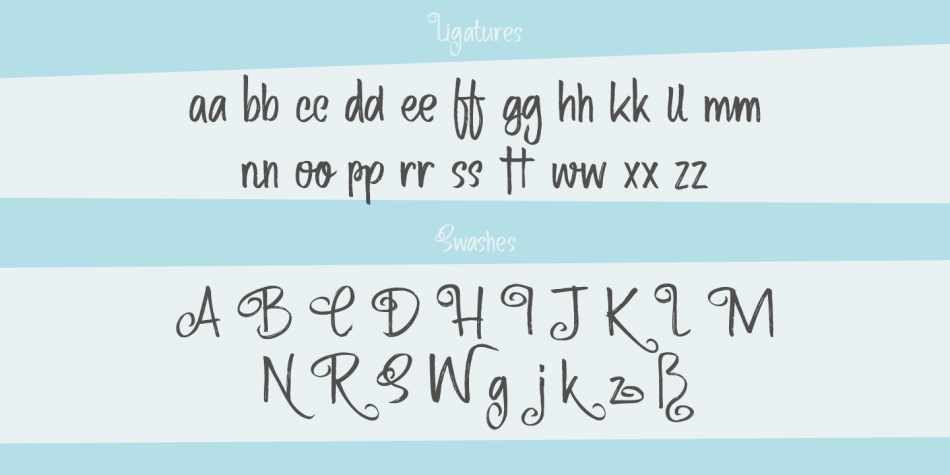 Ligatures
aa bb cc dd ee ff gg hh kk ll mm
nn oo pp rr ss tt ww xx zz
Swashes
A B C D H I J K L M
N R S W g j k z ß